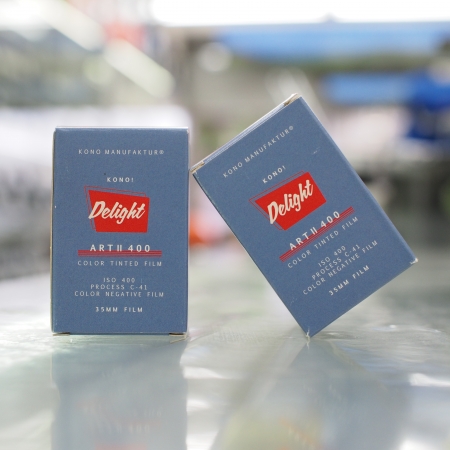 KONO MANUFAKTUR®
KONO!
Delight
ART II 400
COLOR TINTED FILM
ISO 400
PROCESS C-41
COLOR NEGATIVE FILM
35MM FILM
KONO MANUFAKTUR®
KONO!
Delight
ART II 400
COLOR TINTED FILM
ISO 400
PROCESS C-41
COLOR NEGATIVE FILM
35MM FILM